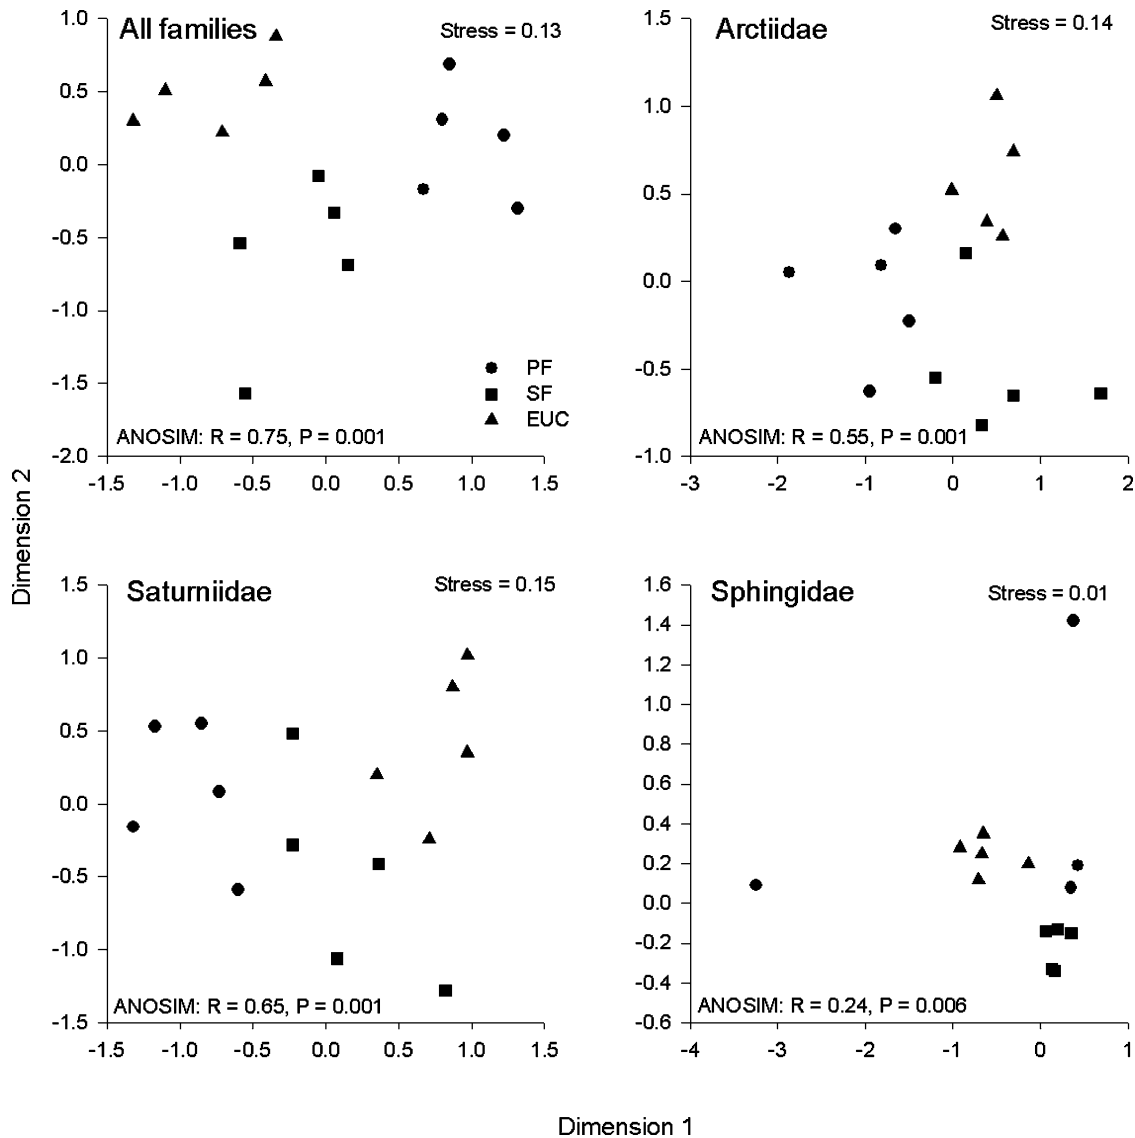 All families
Stress = 0.13
1.0
0.5
0.0
-0.5
-1.0
-1.5
-2.0
PF
SF
EUC
ANOSIM: R = 0.75, P = 0.001
-1.5 -1.0 -0.5 0.0 0.5 1.0 1.5
Arctiidae
Stress = 0.14
1.5
1.0
0.5
0.0
-0.5
-1.0
ANOSIM: R = 0.55, P = 0.001
-3 -2 -1 0 1 2
Dimension 2
Saturniidae
Stress = 0.15
1.5
1.0
0.5
0.0
-0.5
-1.0
-1.5
ANOSIM: R = 0.65, P = 0.001
-1.5 -1.0 -0.5 0.0 0.5 1.0 1.5
Sphingidae
Stress = 0.01
1.6
1.4
1.2
1.0
0.8
0.6
0.4
0.2
0.0
-0.2
-0.4
-0.6
ANOSIM: R = 0.24, P = 0.006
-4 -3 -2 -1 0 1
Dimension 1